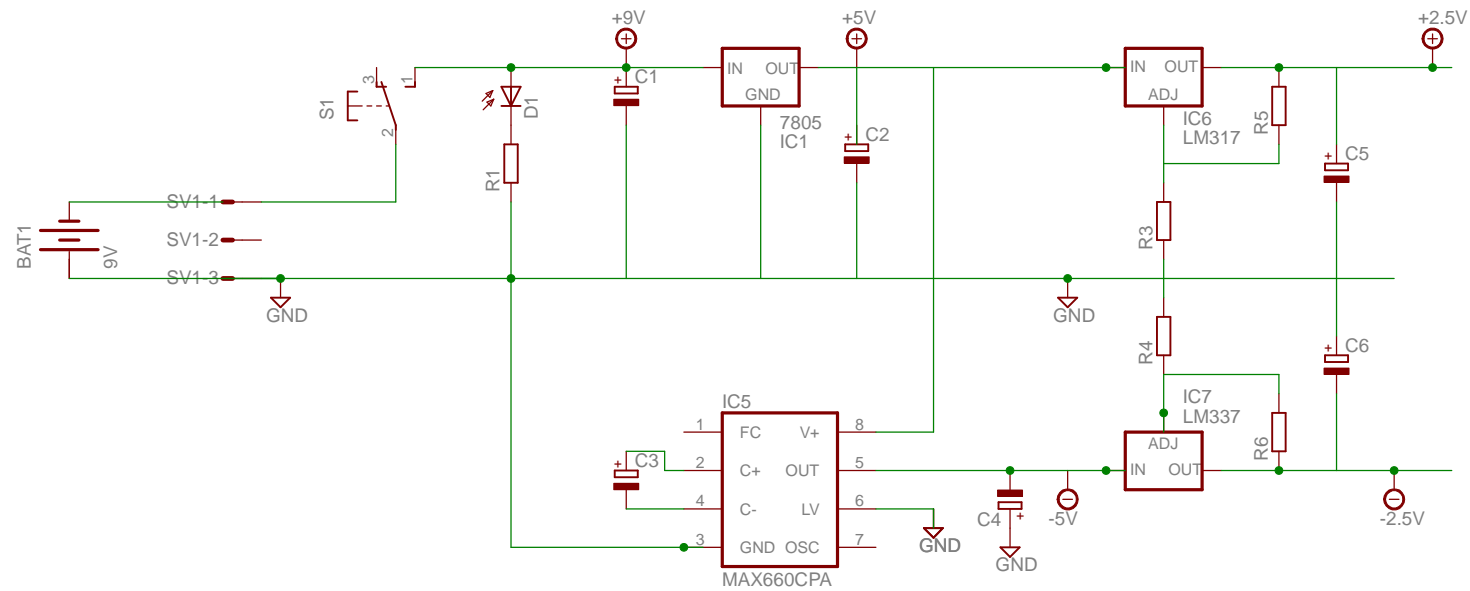 +9V
+5V
+2.5V
S1
3
1
2
D1
C1
IN
OUT
GND
7805
IC1
C2
IN
OUT
ADJ
IC6
LM317
R5
C5
R1
BAT1
9V
SV1-1
SV1-2
SV1-3
GND
R3
GND
R4
C6
IC7
LM337
ADJ
IN
OUT
R6
IC5
1
FC
V+
8
C3
2
C+
OUT
5
4
C-
LV
6
3
GND
OSC
7
MAX660CPA
GND
C4
GND
-5V
-2.5V
+
+
+
+
+
+